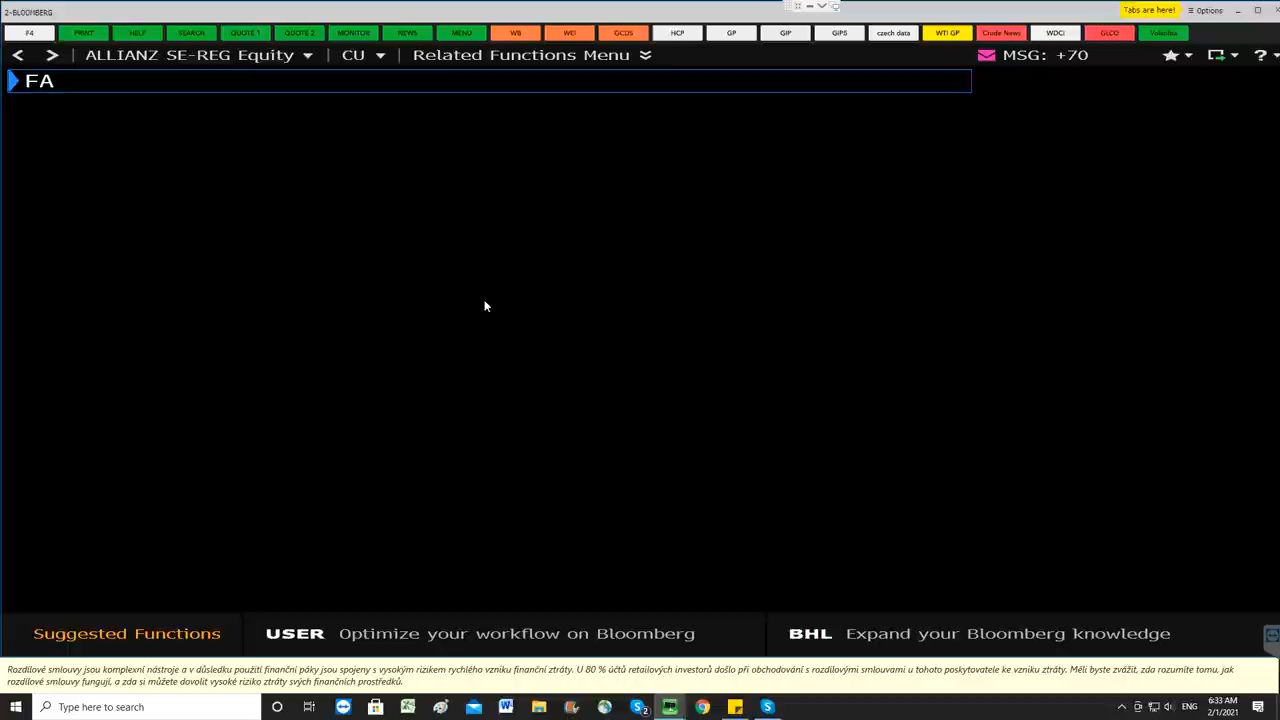 2-BLOOMBERG
Tabs are here!
Options
F4 PRINT HELP SEARCH QUOTE 1 QUOTE 2 MONITOR NEWS MENU WB WEI GCDS HCP GP GIP GIP5 czech data WTI GP Crude News WDCI GLCO
ALLIANZ SE-REG Equity CU Related Functions Menu MSG: +70 ?
FA
Suggested Functions USER Optimize your workflow on Bloomberg BHL Expand your Bloomberg knowledge
Rozdílové smlouvy jsou komplexní nástroje a v důsledku použití finanční páky jsou spojeny s vysokým rizikem rychlého vzniku finanční ztráty. U 80 % účtů retailových investorů došlo při obchodování s rozdílovými smlouvami u tohoto poskytovatele ke vzniku ztráty. Měli byste zvážit, zda rozumíte tomu, jak
rozdílové smlouvy fungují, a zda si můžete dovolit vysoké riziko ztráty svých finančních prostředků.
Type here to search
ENG
6:33 AM
2/1/2021